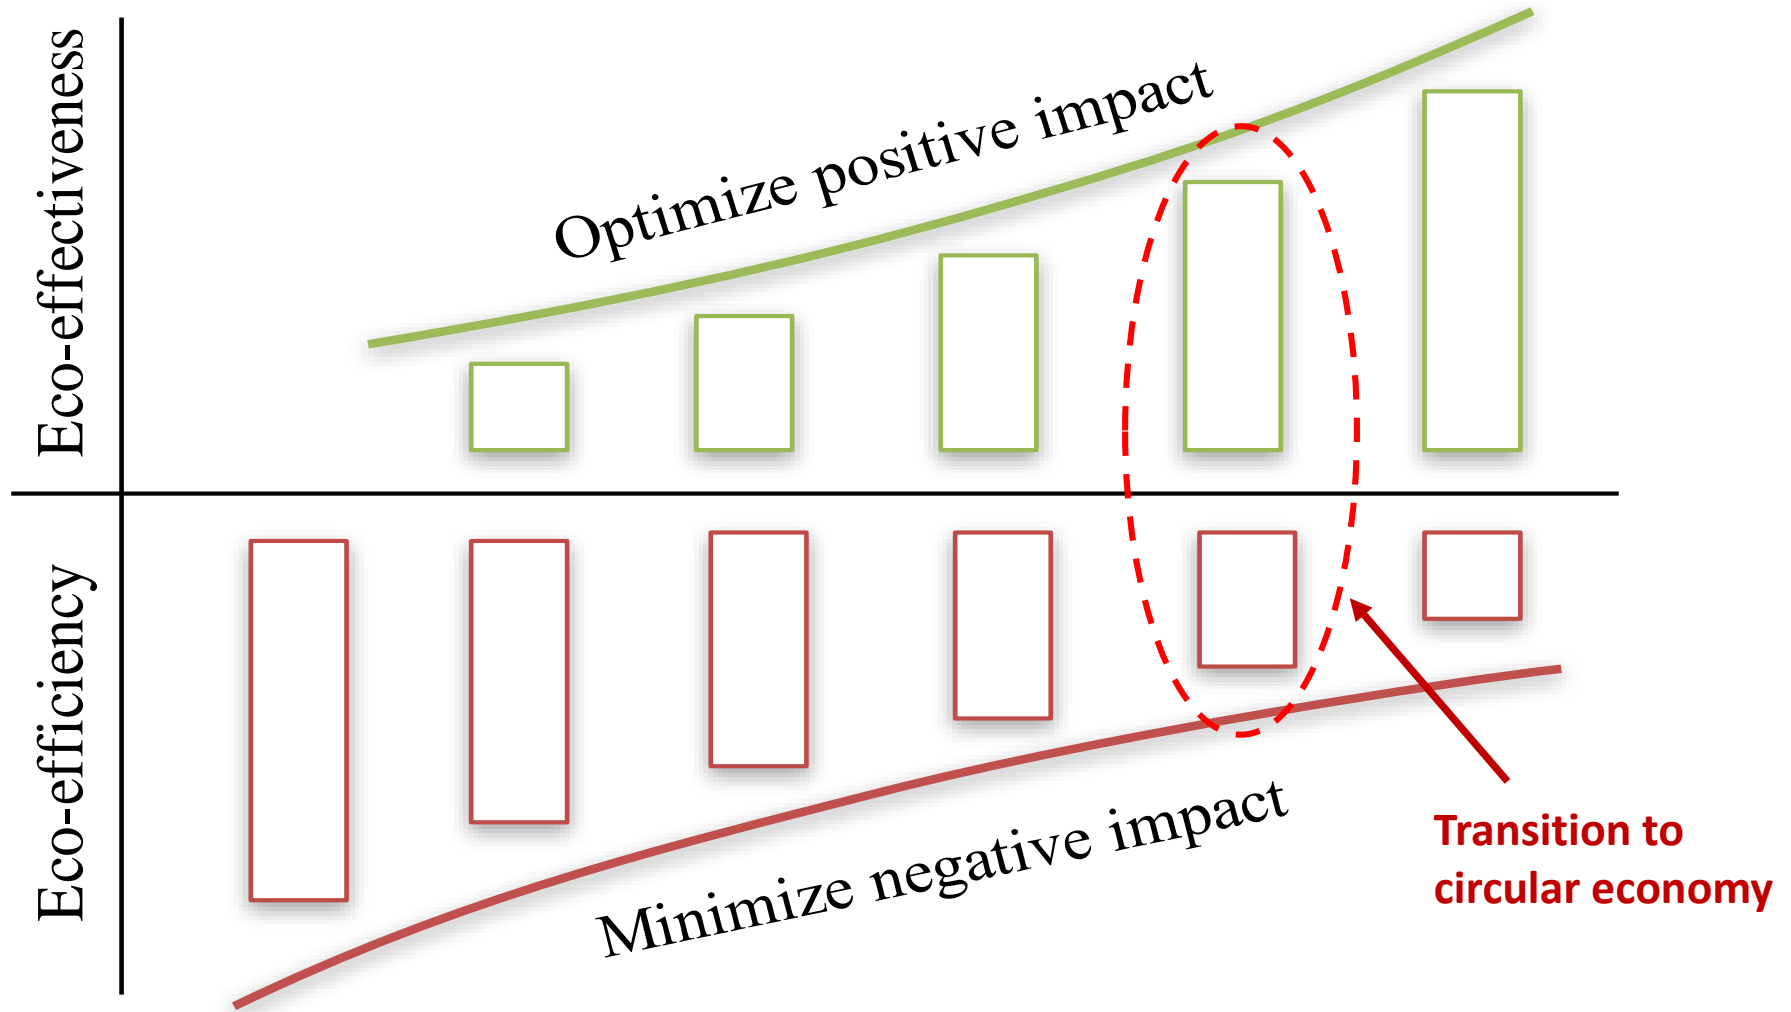 Eco-effectiveness
Optimize positive impact
Eco-efficiency
Minimize negative impact
Transition to
circular economy